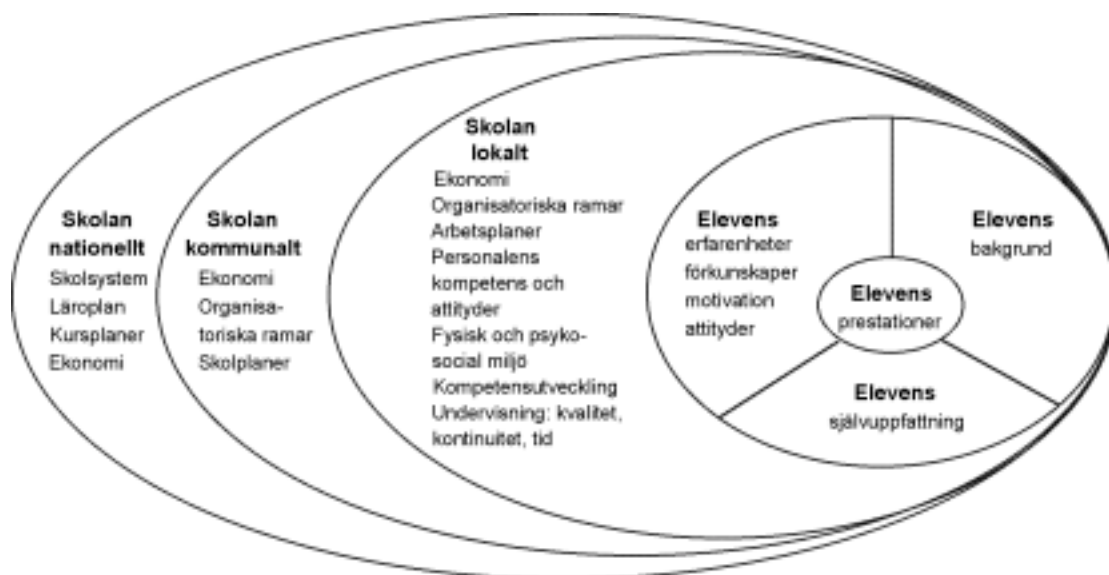 Skolan
nationellt
Skolsystem
Läroplan
Kursplaner
Ekonomi
Skolan
kommunalt
Ekonomi
Organisa-
toriska ramar
Skolplaner
Skolan
lokalt
Ekonomi
Organisatoriska ramar
Arbetsplaner
Personalens
kompetens och
attityder
Fysisk och psyko-
social miljö
Kompetensutveckling
Undervisning: kvalitet,
kontinuitet, tid
Elevens
erfarenheter
förkunskaper
motivation
attityder
Elevens
bakgrund
Elevens
prestationer
Elevens
självuppfattning